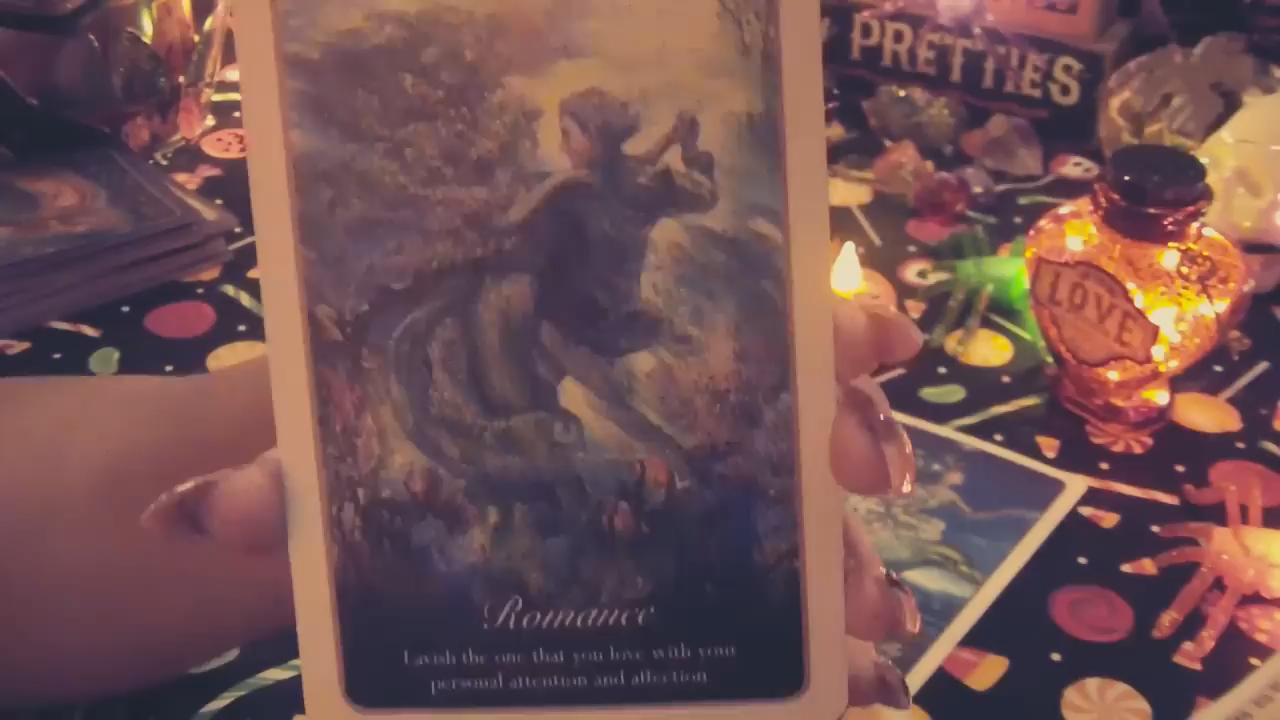 PRETTIES
LOVE
Romance
Lavish the one that you love with your
personal attention and affection